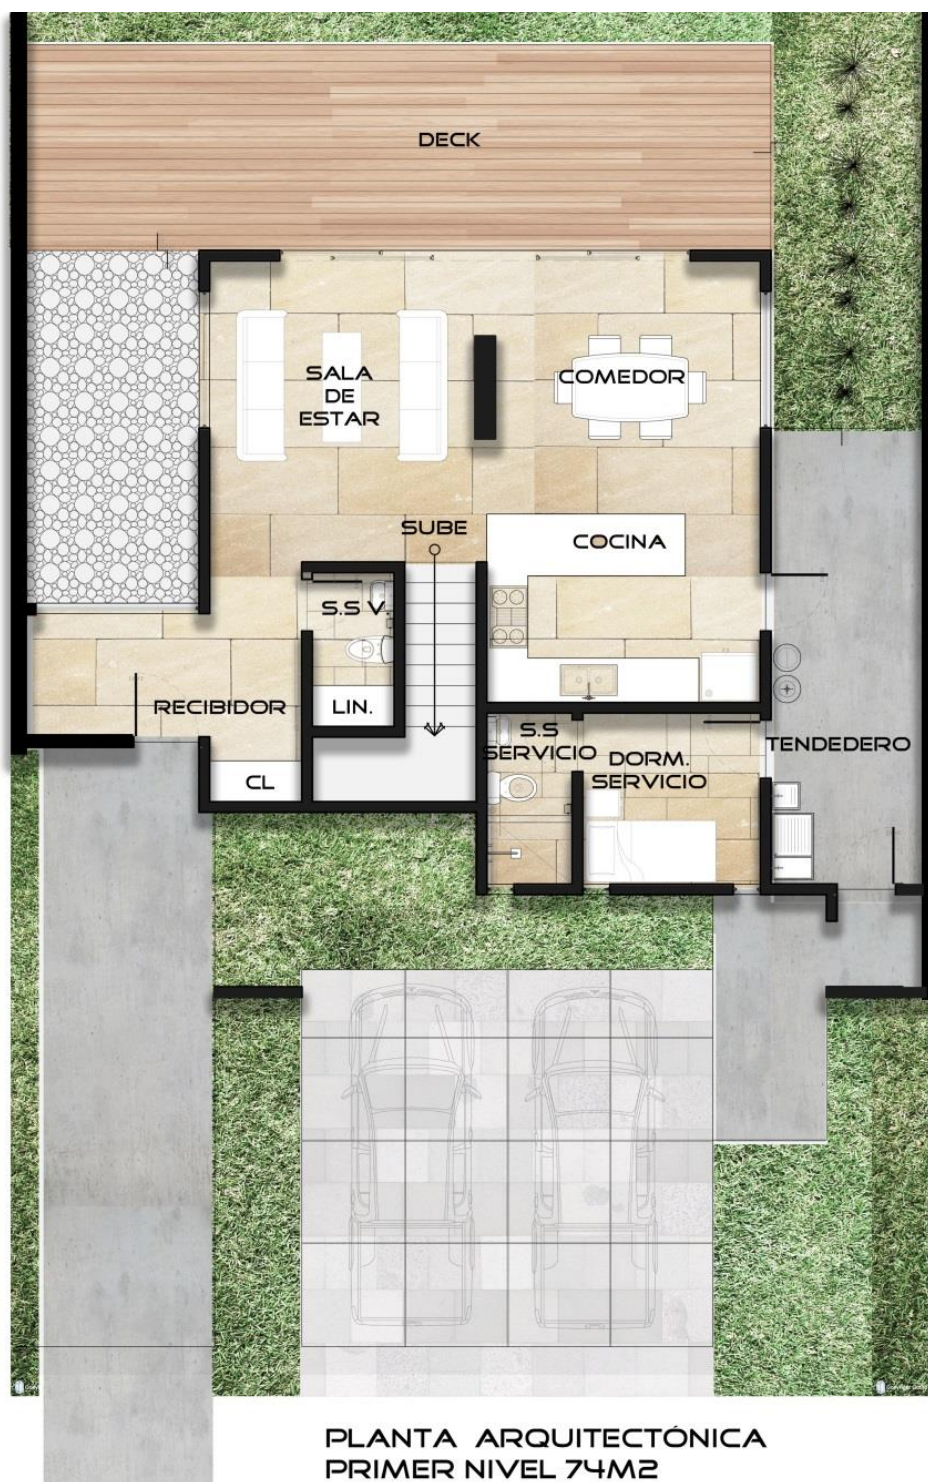 DECK
SALA
DE
ESTAR
COMEDOR
SUBE
COCINA
S.S V.
RECIBIDOR
LIN.
S.S
SERVICIO
DORM.
SERVICIO
TENDEDERO
CL
PLANTA ARQUITECTÓNICA
PRIMER NIVEL 74M2